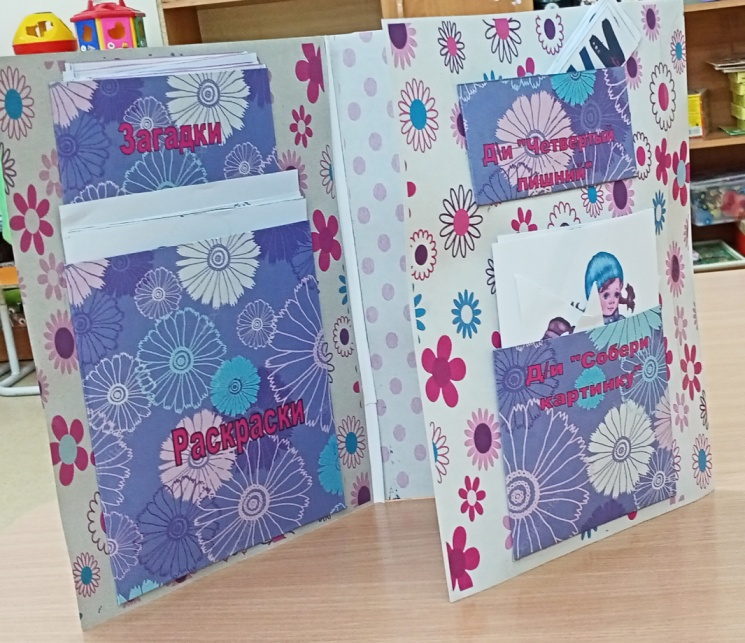 Загадки
Раскраски
Д\и "Четвертый
лишний"
Д\и "Собери
картинку"